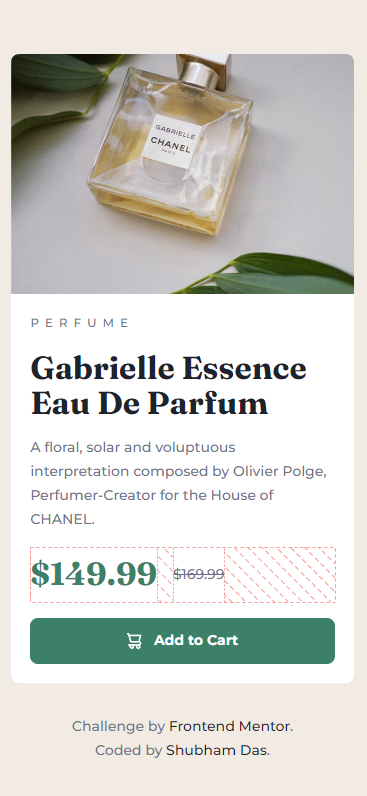 GABRIELLE
CHANEL
PARIS
PERFUME
Gabrielle Essence
Eau De Parfum
A floral, solar and voluptuous
interpretation composed by Olivier Polge,
Perfumer-Creator for the House of
CHANEL.
$149.99 $169.99
Add to Cart
Challenge by Frontend Mentor.
Coded by Shubham Das.